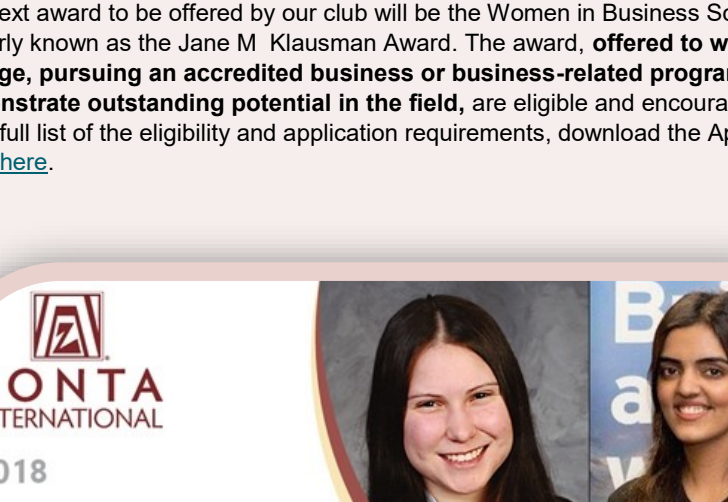 ext award to be offered by our club will be the Women in Business Sc
rly known as the Jane M Klausman Award. The award, offered to w
ge, pursuing an accredited business or business-related progra
onstrate outstanding potential in the field, are eligible and encoura
full list of the eligibility and application requirements, download the Ap
here.
ONTA
TERNATIONAL
018
B
a
w